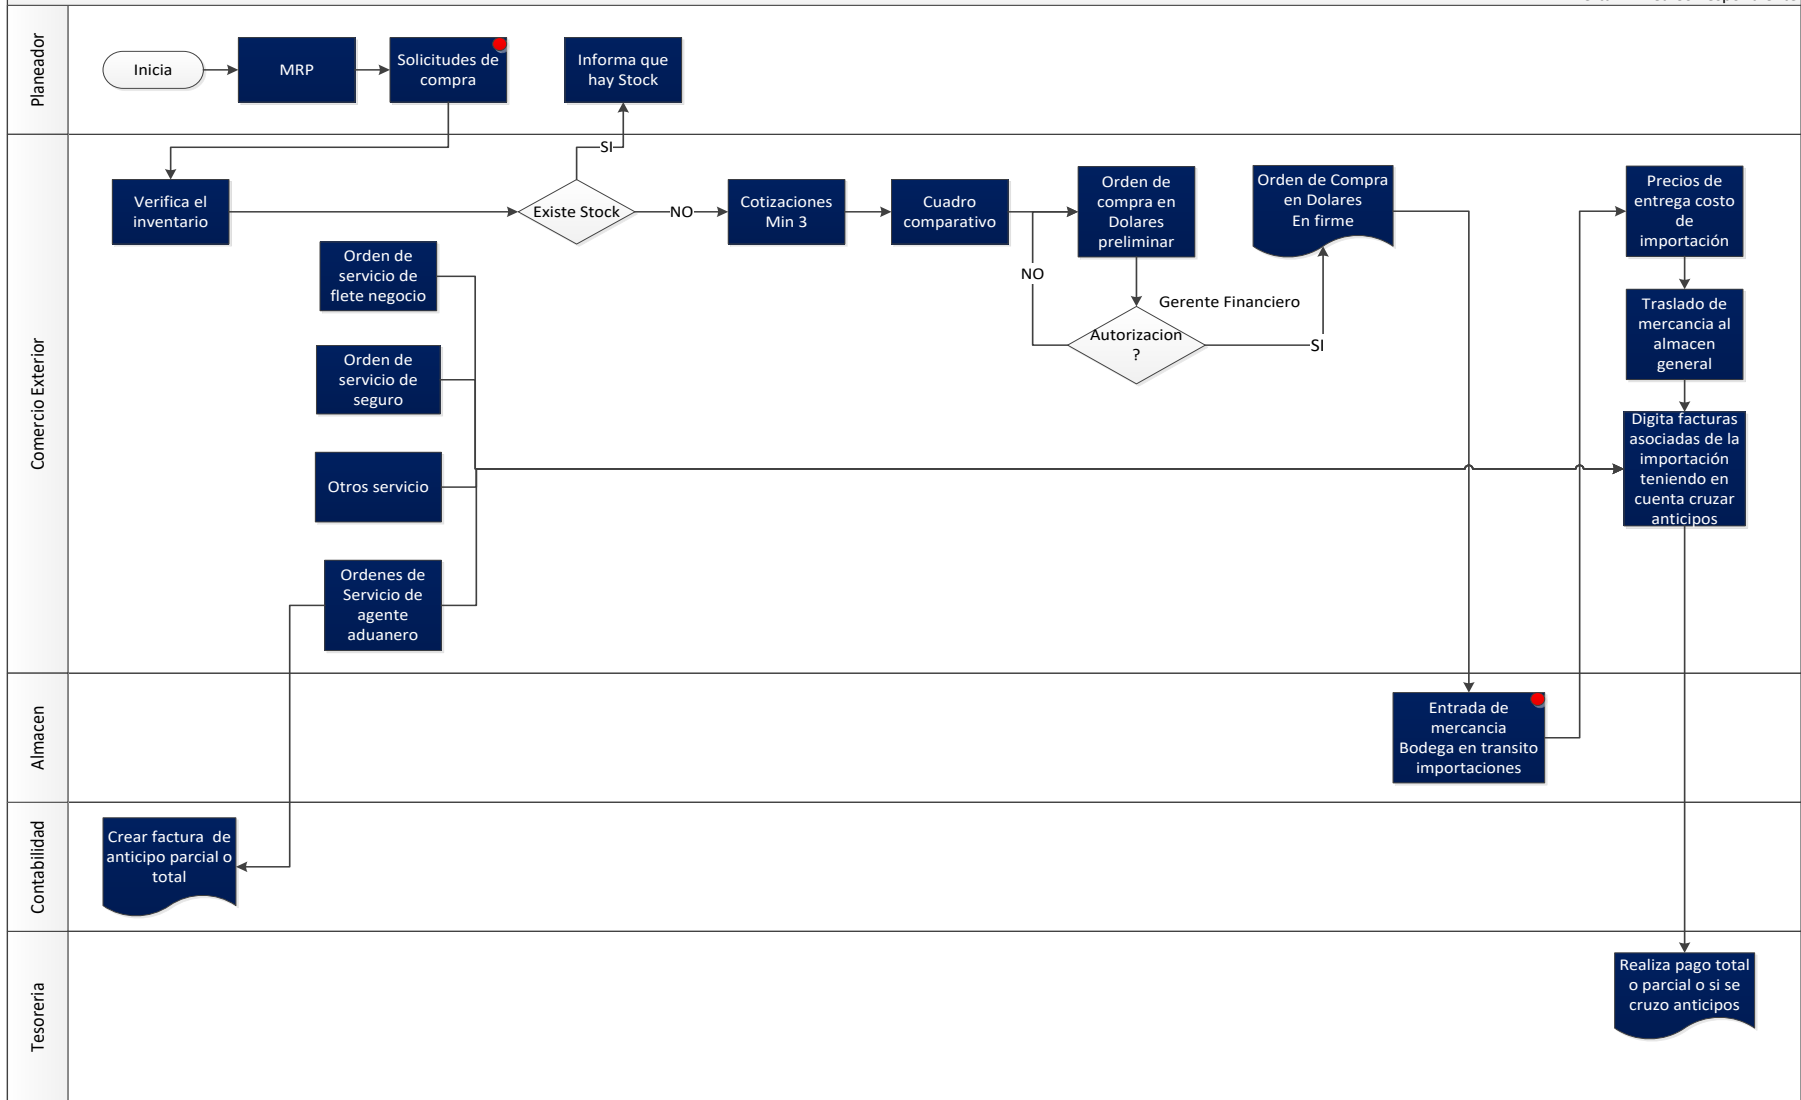 Planeador
Inicia
MRP
Solicitudes de
compra
Informa que
hay Stock
Comercio Exterior
SI
Verifica el
inventario
Existe Stock
NO
Cotizaciones
Min 3
Cuadro
comparativo
Orden de
compra en
Dolares
preliminar
Orden de Compra
en Dolares
En firme
Precios de
entrega costo
de
importación
Orden de
servicio de
flete negocio
NO
Gerente Financiero
Autorizacion
?
SI
Traslado de
mercancia al
almacen
general
Orden de
servicio de
seguro
Digita facturas
asociadas de la
importación
teniendo en
cuenta cruzar
anticipos
Otros servicio
Ordenes de
Servicio de
agente
aduanero
Almacen
Entrada de
mercancia
Bodega en transito
importaciones
Contabilidad
Crear factura  de
anticipo parcial o
total
Tesoreria
Realiza pago total
o parcial o si se
cruzo anticipos